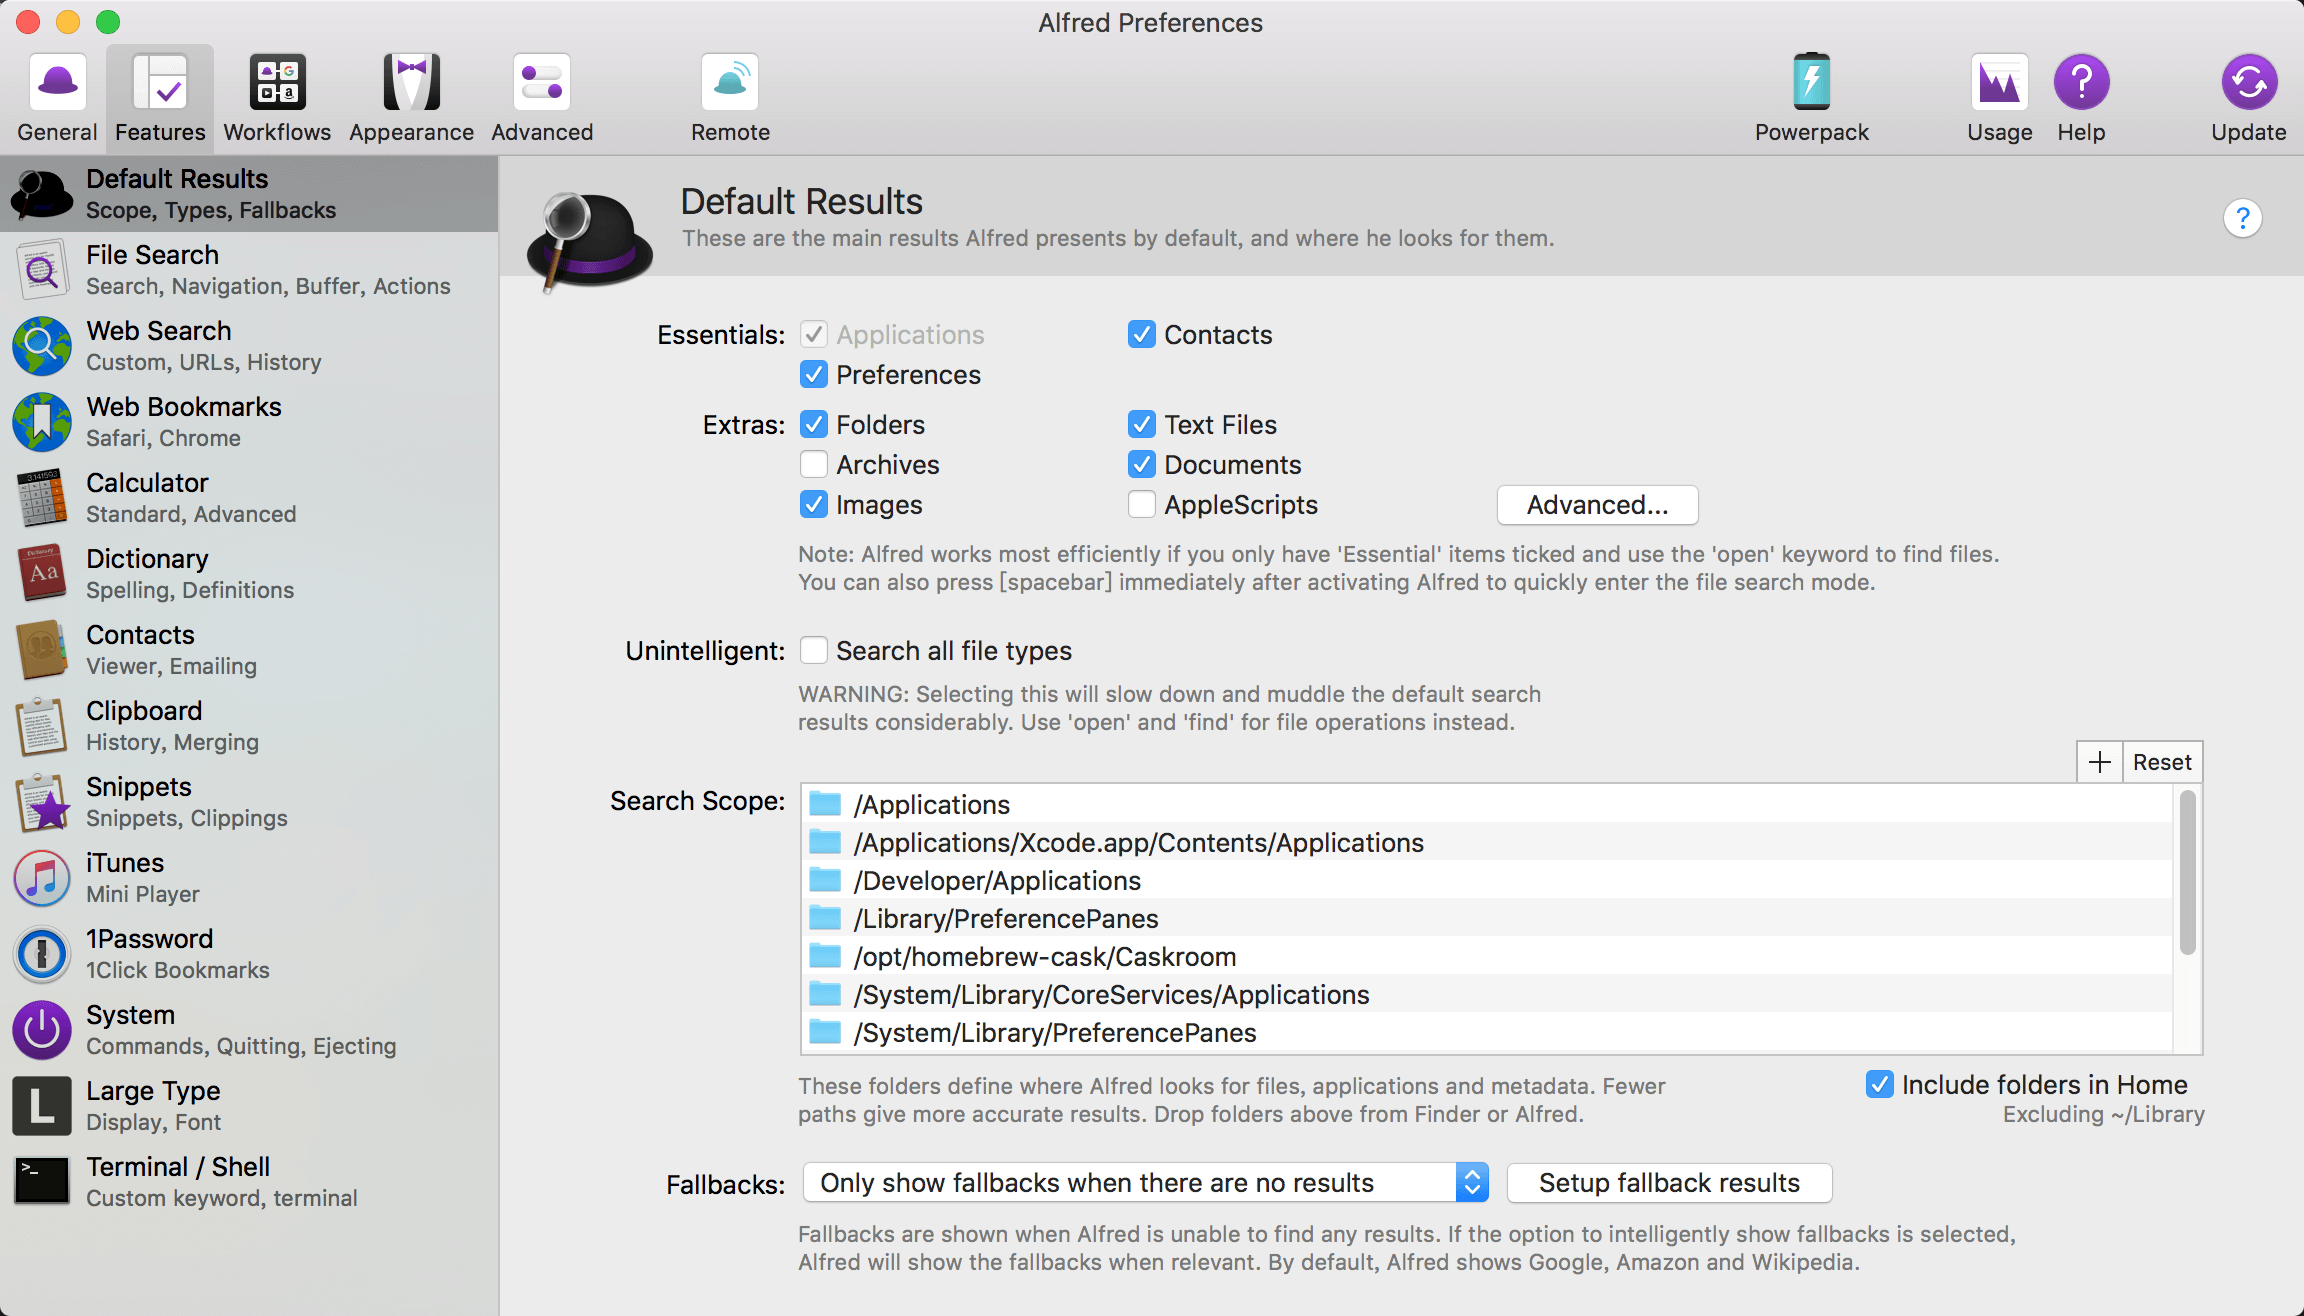 Alfred Preferences
General
Features
Workflows
Appearance
Advanced
Remote
Powerpack
Usage
Help
Update
Default Results
Scope, Types, Fallbacks
File Search
Search, Navigation, Buffer, Actions
Web Search
Custom, URLs, History
Web Bookmarks
Safari, Chrome
Calculator
Standard, Advanced
Dictionary
Spelling, Definitions
Contacts
Viewer, Emailing
Clipboard
History, Merging
Snippets
Snippets, Clippings
iTunes
Mini Player
1Password
1Click Bookmarks
System
Commands, Quitting, Ejecting
L
Large Type
Display, Font
>_
Terminal / Shell
Custom keyword, terminal
Default Results
These are the main results Alfred presents by default, and where he looks for them.
?
Essentials: Applications Contacts
Preferences
Extras: Folders Text Files
Archives Documents
Images AppleScripts Advanced...
Note: Alfred works most efficiently if you only have 'Essential' items ticked and use the 'open' keyword to find files.
You can also press [spacebar] immediately after activating Alfred to quickly enter the file search mode.
Unintelligent: Search all file types
WARNING: Selecting this will slow down and muddle the default search
results considerably. Use 'open' and 'find' for file operations instead.
+ Reset
Search Scope: /Applications
/Applications/Xcode.app/Contents/Applications
/Developer/Applications
/Library/PreferencePanes
/opt/homebrew-cask/Caskroom
/System/Library/CoreServices/Applications
/System/Library/PreferencePanes
These folders define where Alfred looks for files, applications and metadata. Fewer
paths give more accurate results. Drop folders above from Finder or Alfred.
Include folders in Home
Excluding ~/Library
Fallbacks: Only show fallbacks when there are no results Setup fallback results
Fallbacks are shown when Alfred is unable to find any results. If the option to intelligently show fallbacks is selected,
Alfred will show the fallbacks when relevant. By default, Alfred shows Google, Amazon and Wikipedia.